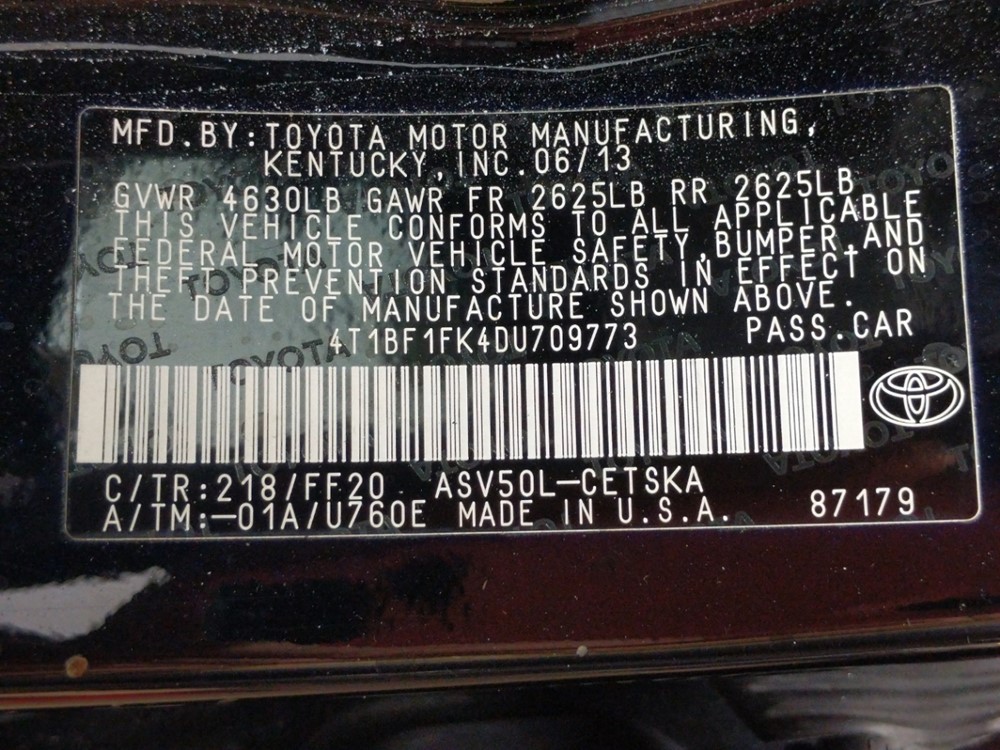 MFD.BY:TOYOTA MOTOR MANUFACTURING,
KENTUCKY,INC.06/13
GVWR 4630LB GAWR FR 2625LB RR 2625LB
THIS VEHICLE CONFORMS TO ALL APPLICABLE
FEDERAL MOTOR VEHICLE SAFETY,BUMPER,AND
THEFT PREVENTION STANDARDS IN EFFECT ON
THE DATE OF MANUFACTURE SHOWN ABOVE.
4T1BF1FK4DU709773 PASS.CAR
C/TR:218/FF20 ASV50L-CETSKA
A/TM:-01A/U760E MADE IN U.S.A. 87179